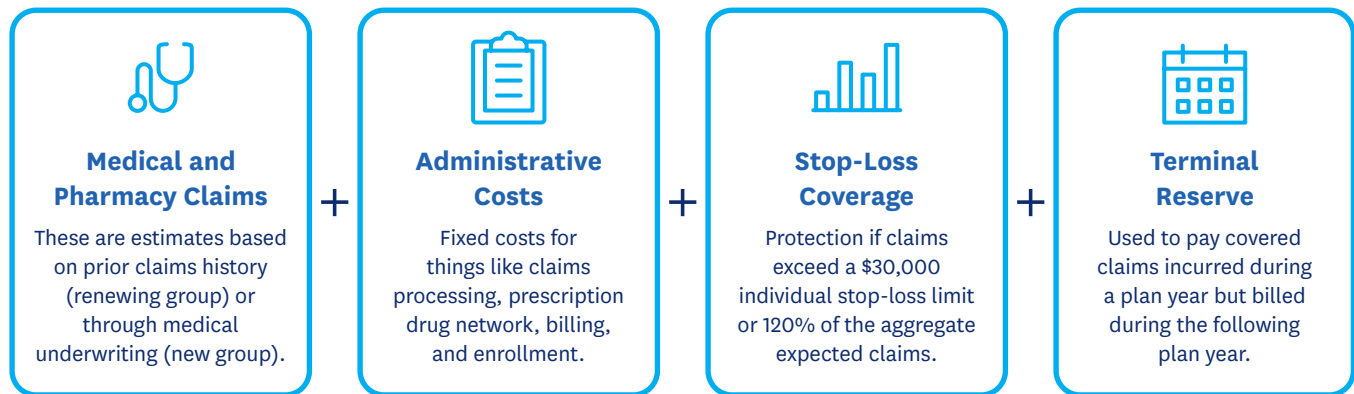 Medical and
Pharmacy Claims
These are estimates based
on prior claims history
(renewing group) or
through medical
underwriting (new group).
+
Administrative
Costs
Fixed costs for
things like claims
processing, prescription
drug network, billing,
and enrollment.
+
Stop-Loss
Coverage
Protection if claims
exceed a $30,000
individual stop-loss limit
or 120% of the aggregate
expected claims.
+
Terminal
Reserve
Used to pay covered
claims incurred during
a plan year but billed
during the following
plan year.